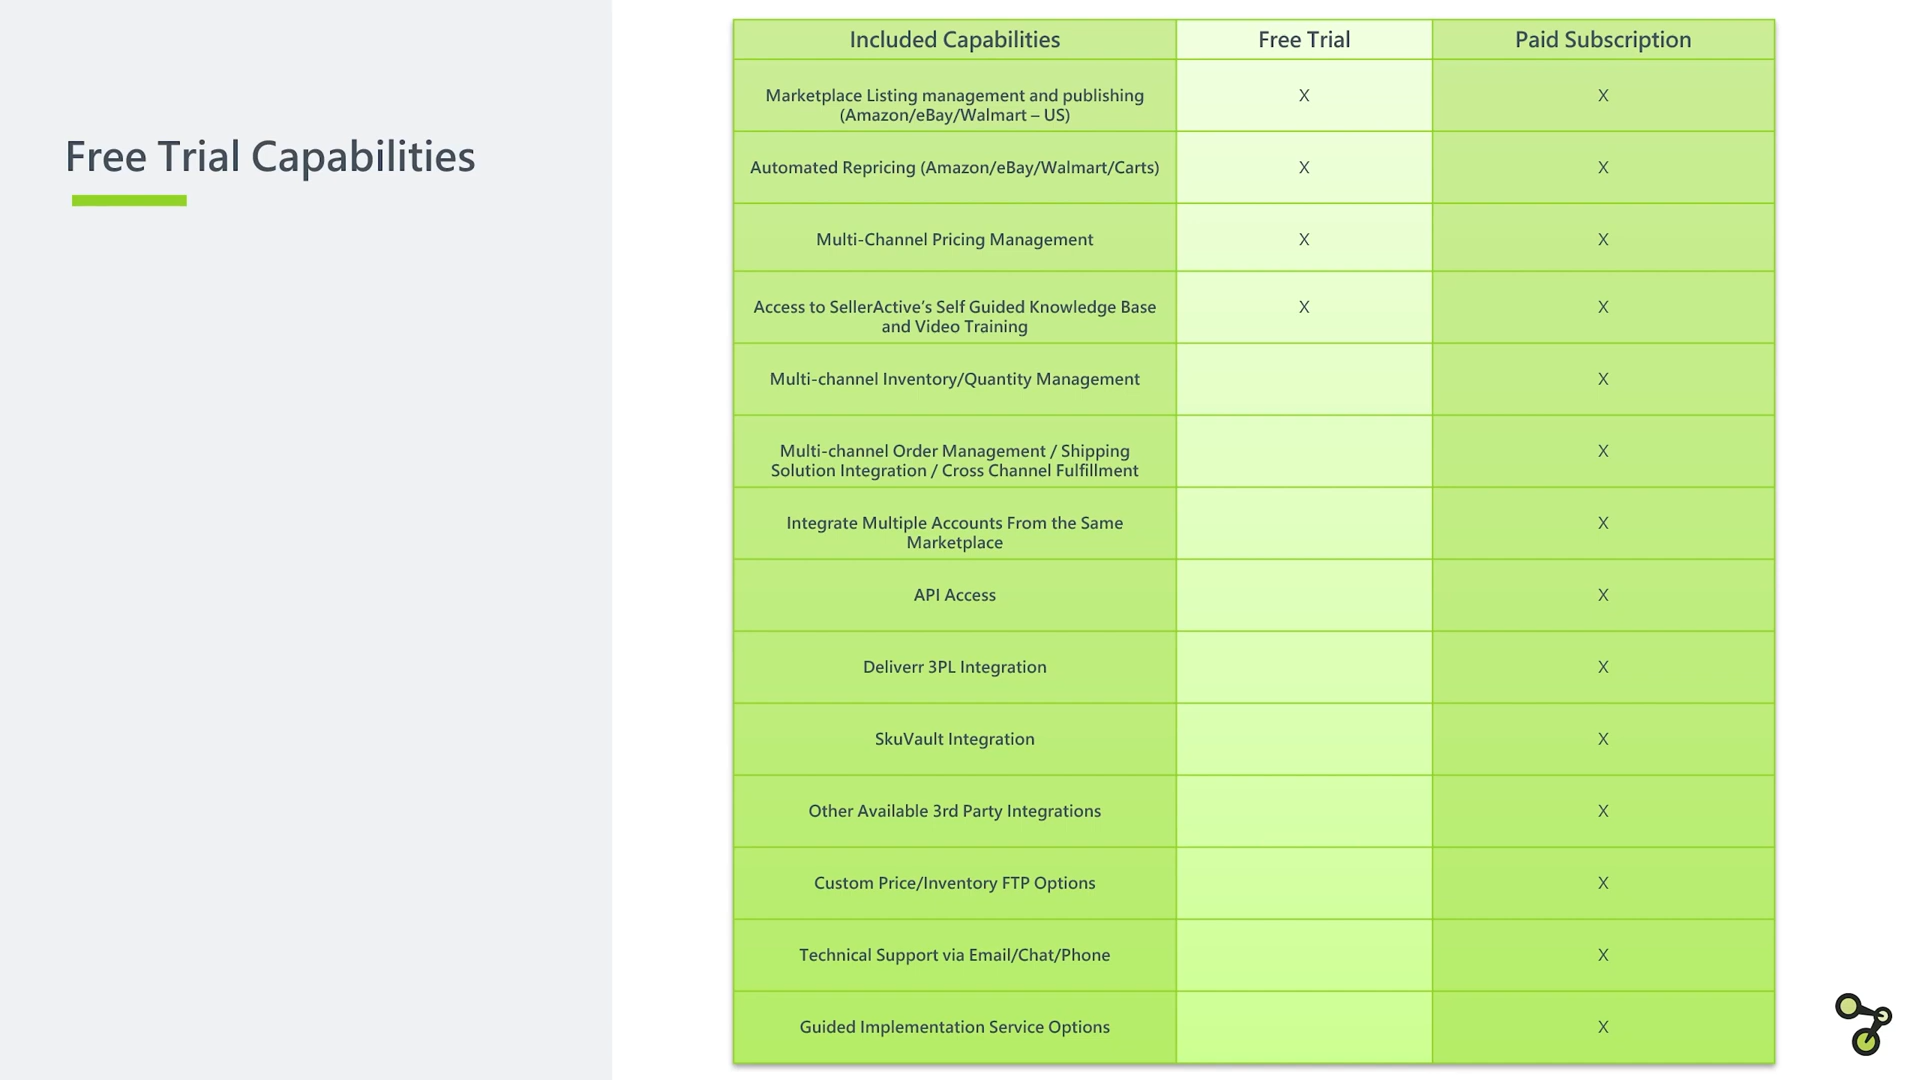 Free Trial Capabilities
Included Capabilities Free Trial Paid Subscription
Marketplace Listing management and publishing X X
(Amazon/eBay/Walmart – US)
Automated Repricing (Amazon/eBay/Walmart/Carts) X X
Multi-Channel Pricing Management X X
Access to SellerActive’s Self Guided Knowledge Base X X
and Video Training
Multi-channel Inventory/Quantity Management X
Multi-channel Order Management / Shipping X
Solution Integration / Cross Channel Fulfillment
Integrate Multiple Accounts From the Same X
Marketplace
API Access X
Deliverr 3PL Integration X
SkuVault Integration X
Other Available 3rd Party Integrations X
Custom Price/Inventory FTP Options X
Technical Support via Email/Chat/Phone X
Guided Implementation Service Options X